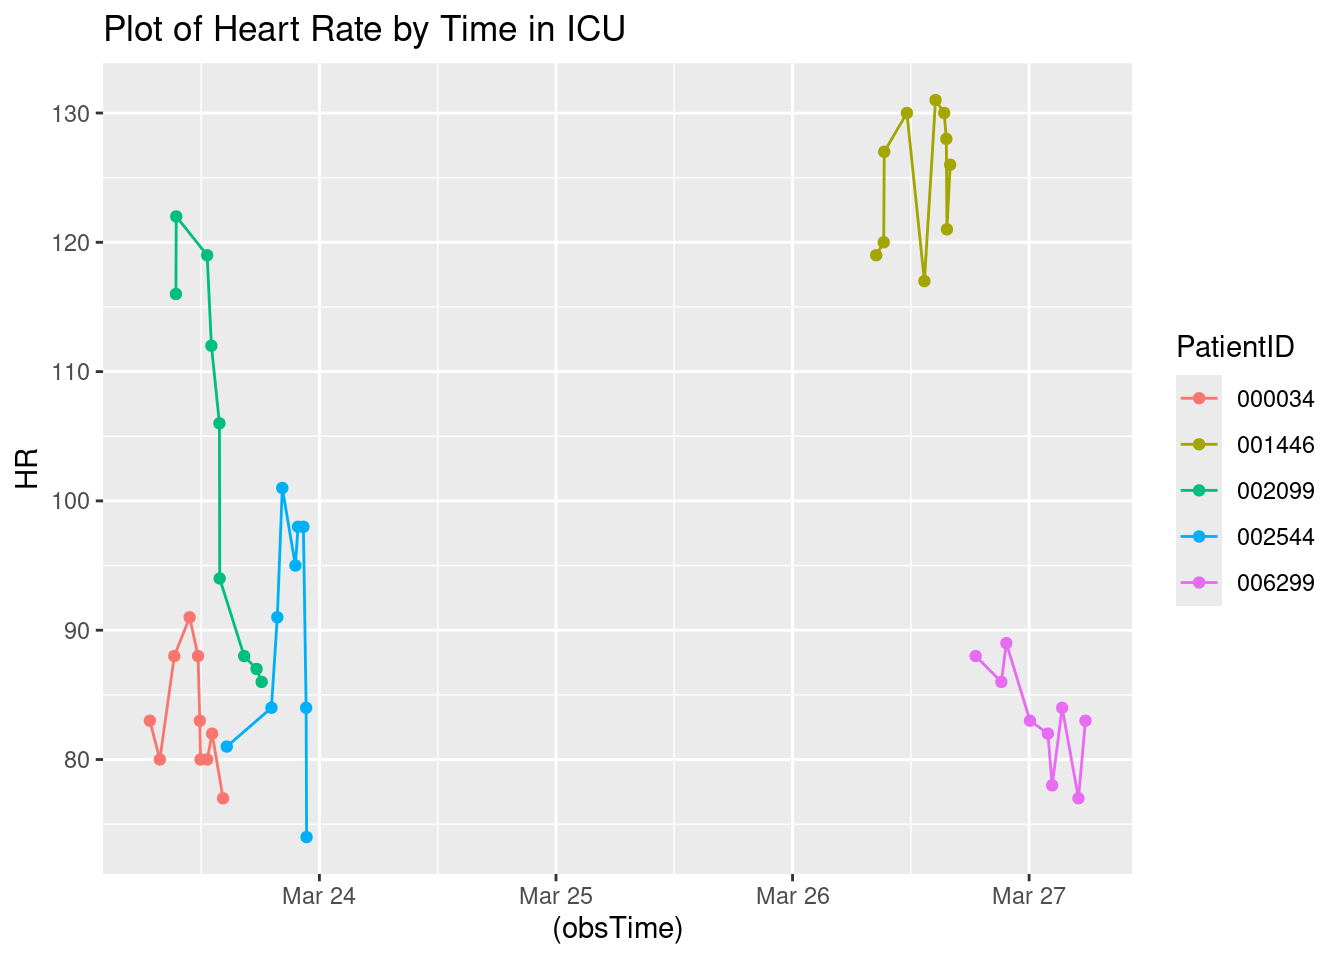 Plot of Heart Rate by Time in ICU
130
120
110
100
90
80
HR
Mar 24
Mar 25
Mar 26
Mar 27
(obsTime)
PatientID
000034
001446
002099
002544
006299